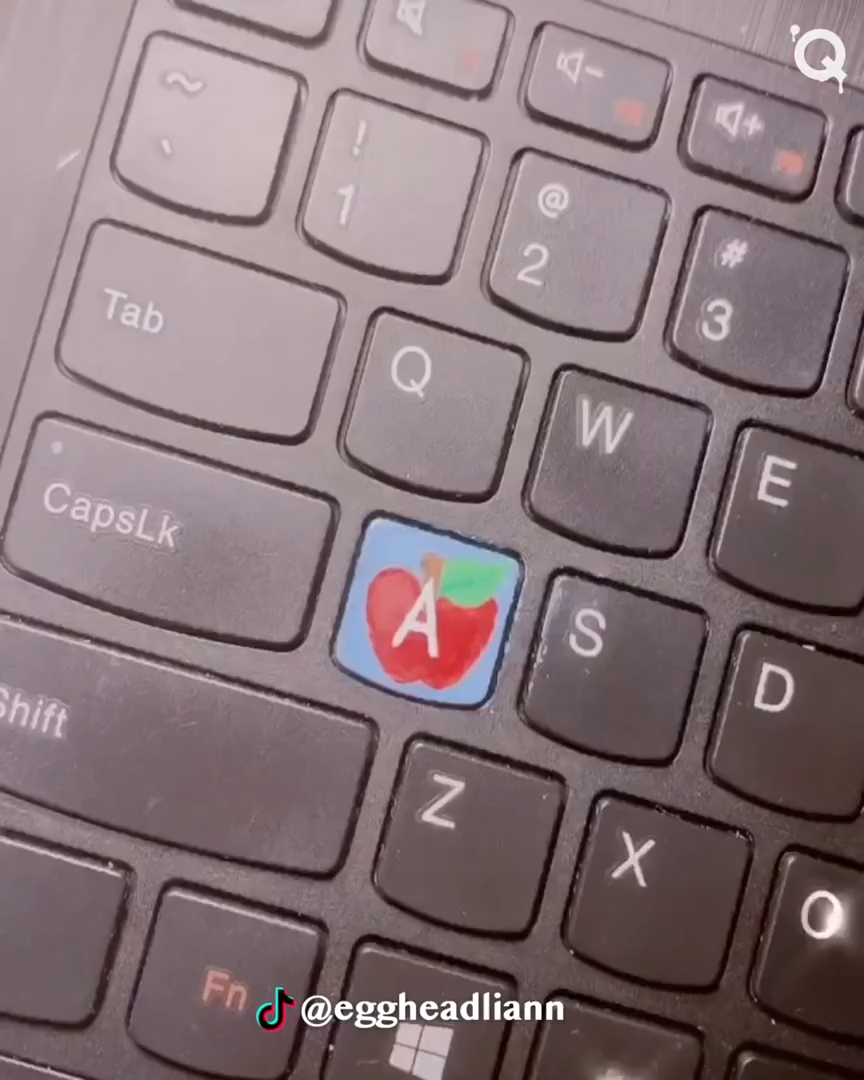 Q
~
`
!
1
@
2
#
3
Tab
Q
W
E
CapsLk
A
S
D
Shift
Z
X
Fn
@eggheadliann